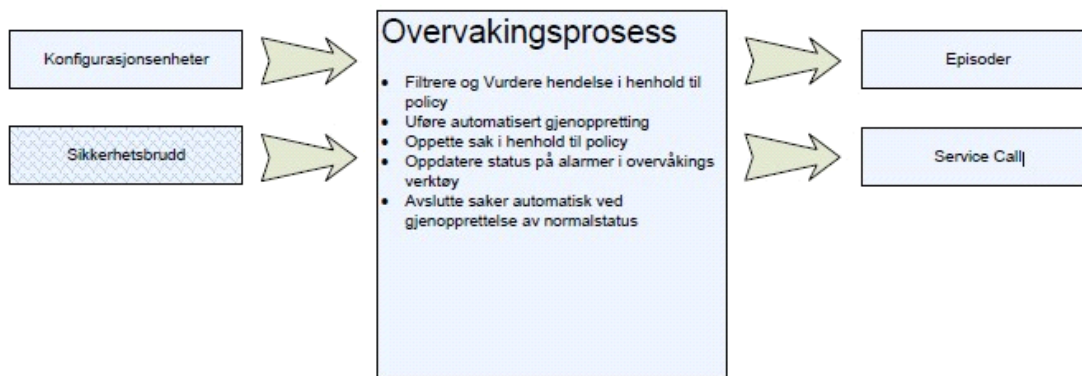 Overvakingsprosess
Konfigurasjonsenheter
Episoder
• Filtrere og Vurdere hendelse i henhold til
policy
• Uføre automatisert gjenoppretting
• Oppette sak i henhold til policy
• Oppdatere status på alarmer i overvåkings
verktøy
• Avslutte saker automatisk ved
gjenopprettelse av normalstatus
Sikkerhetsbrudd
Service Call